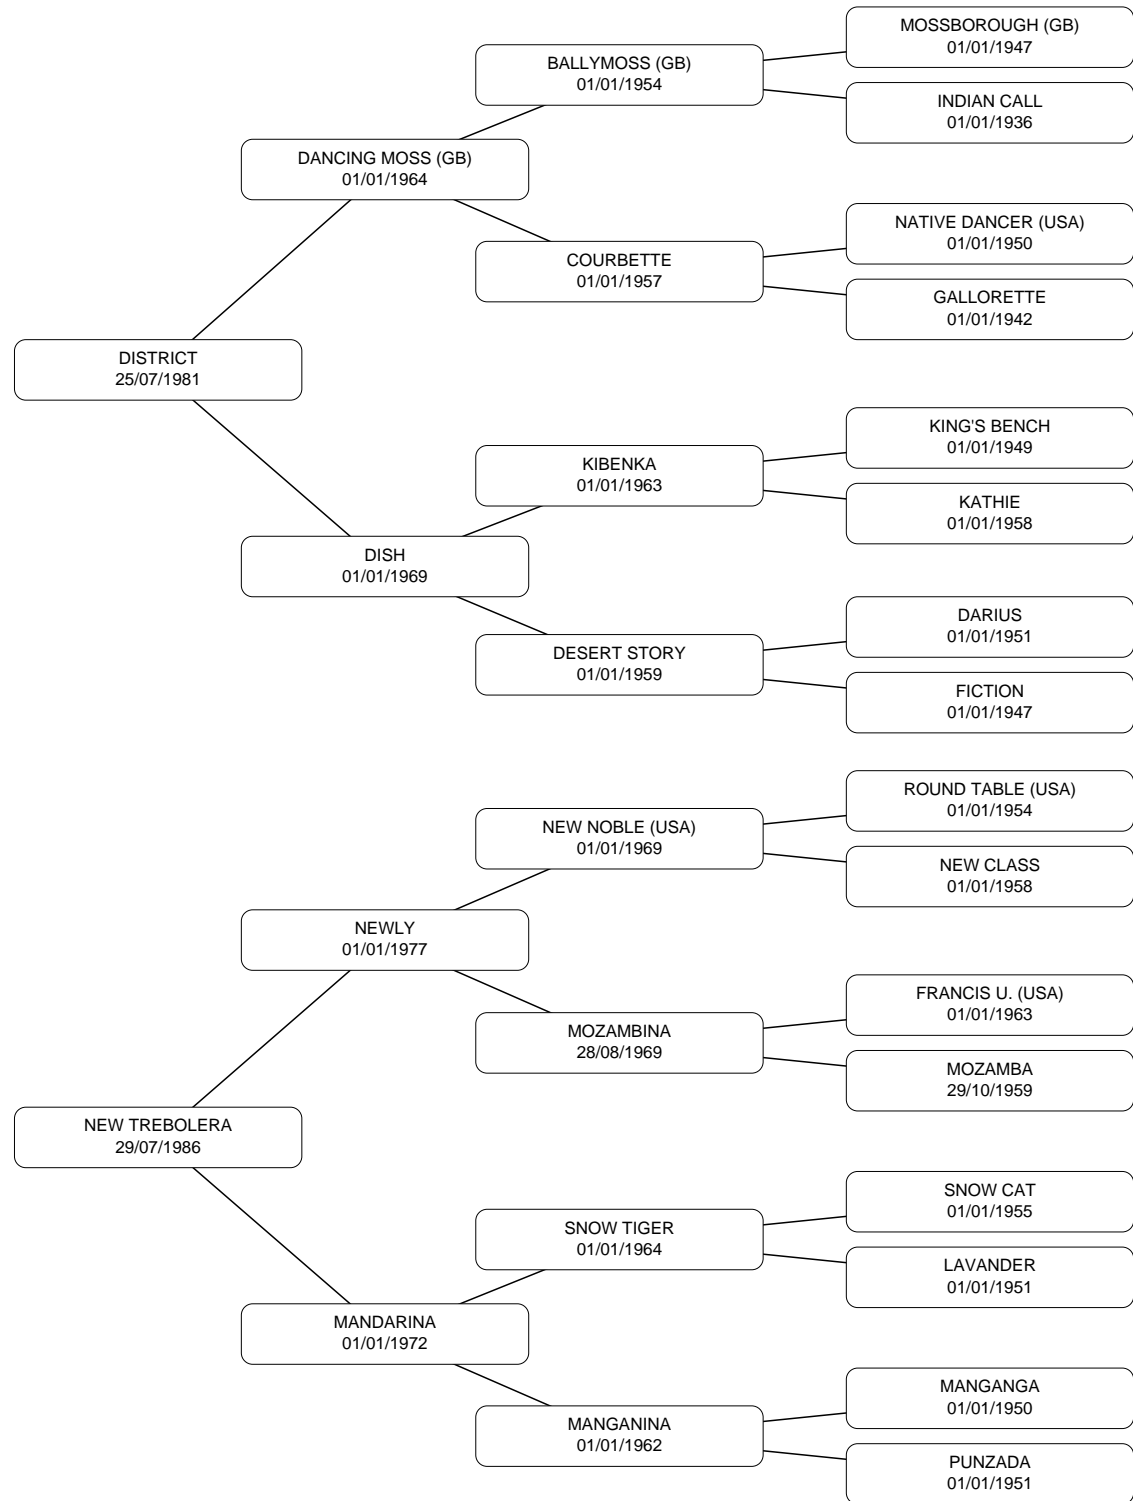 MOSSBOROUGH (GB)
01/01/1947
BALLYMOSS (GB)
01/01/1954
INDIAN CALL
01/01/1936
DANCING MOSS (GB)
01/01/1964
NATIVE DANCER (USA)
01/01/1950
COURBETTE
01/01/1957
GALLORETTE
01/01/1942
DISTRICT
25/07/1981
KING'S BENCH
01/01/1949
KIBENKA
01/01/1963
KATHIE
01/01/1958
DISH
01/01/1969
DARIUS
01/01/1951
DESERT STORY
01/01/1959
FICTION
01/01/1947
ROUND TABLE (USA)
01/01/1954
NEW NOBLE (USA)
01/01/1969
NEW CLASS
01/01/1958
NEWLY
01/01/1977
FRANCIS U. (USA)
01/01/1963
MOZAMBINA
28/08/1969
MOZAMBA
29/10/1959
NEW TREBOLERA
29/07/1986
SNOW CAT
01/01/1955
SNOW TIGER
01/01/1964
LAVANDER
01/01/1951
MANDARINA
01/01/1972
MANGANGA
01/01/1950
MANGANINA
01/01/1962
PUNZADA
01/01/1951